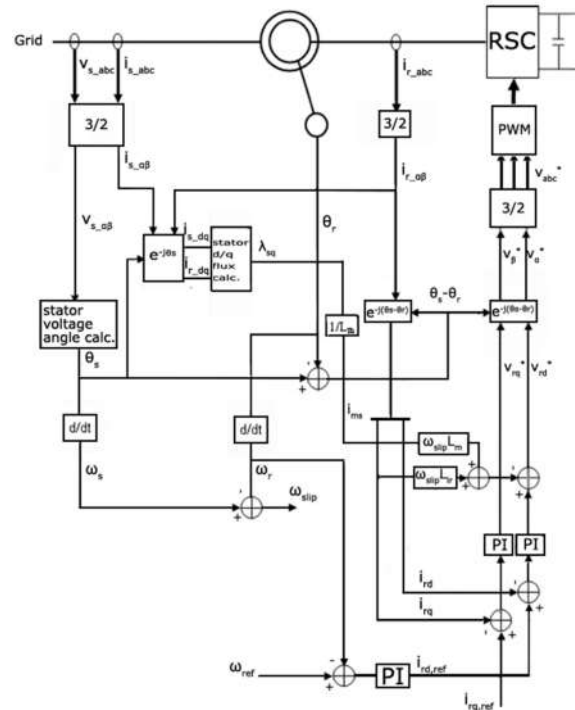 Grid
RSC
v_s_abc
i_s_abc
i_r_abc
3/2
3/2
PWM
i_s_αβ
i_r_αβ
v_abc*
v_s_αβ
θ_r
3/2
e^-jθs
i_s_dq
i_r_dq
stator
d/q
flux
calc.
λ_sq
v_β*
v_α*
θ_s-θ_r
stator
voltage
angle calc.
1/L_m
e^-j(θs-θr)
e^-j(θs-θr)
θ_s
v_rq*
v_rd*
i_ms
d/dt
d/dt
ω_slip L_m
ω_s
ω_r
ω_slip
ω_slip L_lr
PI
PI
i_rd
i_rq
ω_ref
PI
i_rd,ref
i_rq,ref